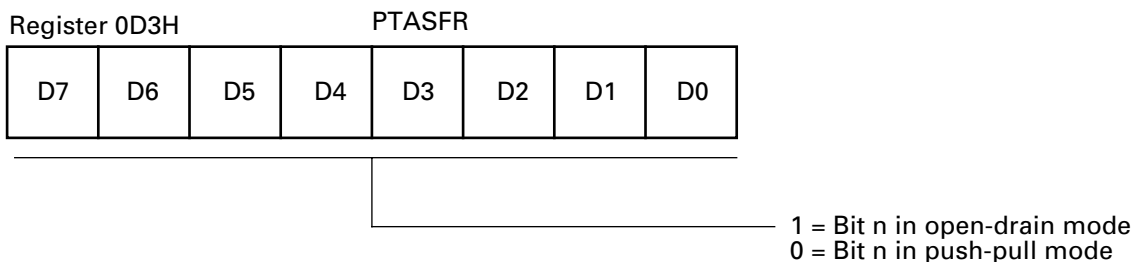 Register 0D3H PTASFR
D7 D6 D5 D4 D3 D2 D1 D0
1 = Bit n in open-drain mode
0 = Bit n in push-pull mode